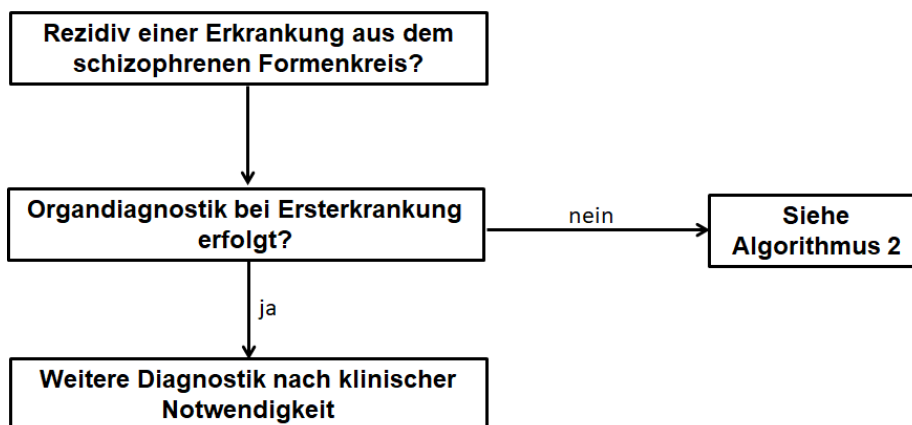 Rezidiv einer Erkrankung aus dem
schizophrenen Formenkreis?
Organdiagnostik bei Ersterkrankung
erfolgt?
nein
Siehe
Algorithmus 2
ja
Weitere Diagnostik nach klinischer
Notwendigkeit